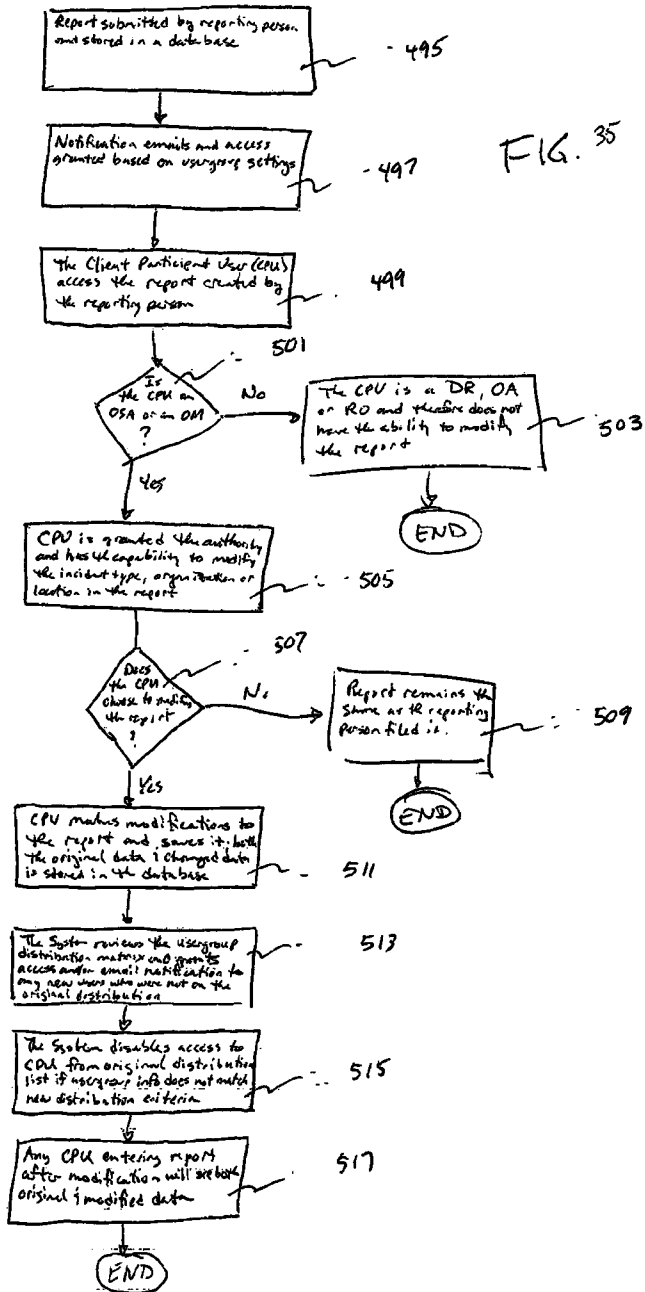 Report submitted by reporting person
and stored in a database
495
FIG. 35
Notification emails and access
granted based on usergroup settings
497
The Client Participant User (CPU)
access the report created by
the reporting person
499
501
Is
the CPU an
OSA or an OM
?
No
The CPU is a DR, OA
or RO and therefore does not
have the ability to modify
the report
503
END
Yes
CPU is granted the authority
and has the capability to modify
the incident type, organization or
location in the report
505
507
Does
the CPU
choose to modify
the report
?
No
Report remains the
same as the reporting
person filed it.
509
END
Yes
CPU makes modifications to
the report and saves it; both
the original data & changed data
is stored in the database
511
The System reviews the usergroup
distribution matrix and grants
access and/or email notification to
any new users who were not on the
original distribution
513
The System disables access to
CPU from original distribution
list if usergroup info does not match
new distribution criteria
515
Any CPU entering report
after modification will see both
original & modified data
517
END